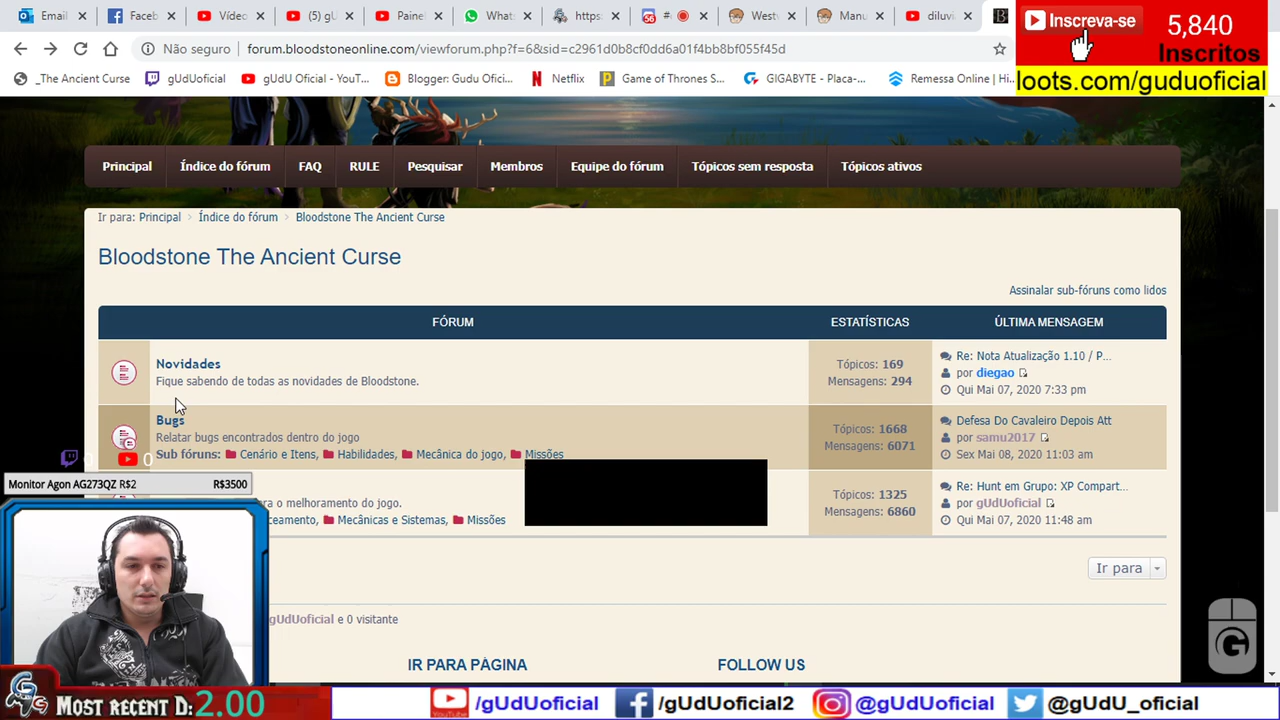 Email
Faceb
Vídeo
(5) gU
Paine
Whats
https:
56
#
Westv
Manu
diluvi
Não seguro
forum.bloodstoneonline.com/viewforum.php?f=6&sid=c2961d0b8cf0dd6a01f4bb8bf055f45d
Inscreva-se
5,840
Inscritos
loots.com/guduoficial
_The Ancient Curse
gUdUoficial
gUdU Oficial - YouT...
Blogger: Gudu Ofici...
Netflix
Game of Thrones S...
GIGABYTE - Placa-...
Remessa Online | Hi...
Principal
Índice do fórum
FAQ
RULE
Pesquisar
Membros
Equipe do fórum
Tópicos sem resposta
Tópicos ativos
Ir para: Principal
Índice do fórum
Bloodstone The Ancient Curse
Bloodstone The Ancient Curse
Assinalar sub-fóruns como lidos
FÓRUM
ESTATÍSTICAS
ÚLTIMA MENSAGEM
Novidades
Fique sabendo de todas as novidades de Bloodstone.
Tópicos: 169
Mensagens: 294
Re: Nota Atualização 1.10 / P...
por diegao
Qui Mai 07, 2020 7:33 pm
Bugs
Relatar bugs encontrados dentro do jogo
Sub fóruns: Cenário e Itens, Habilidades, Mecânica do jogo, Missões
Tópicos: 1668
Mensagens: 6071
Defesa Do Cavaleiro Depois Att
por samu2017
Sex Mai 08, 2020 11:03 am
0
0
Monitor Agon AG273QZ R$2
R$3500
ra o melhoramento do jogo.
ceamento, Mecânicas e Sistemas, Missões
Tópicos: 1325
Mensagens: 6860
Re: Hunt em Grupo: XP Compart...
por gUdUoficial
Qui Mai 07, 2020 11:48 am
Ir para
gUdUoficial e 0 visitante
IR PARA PÁGINA
FOLLOW US
G
Most recent D: 2.00
/gUdUoficial
/gUdUoficial2
@gUdUoficial
@gUdU_oficial